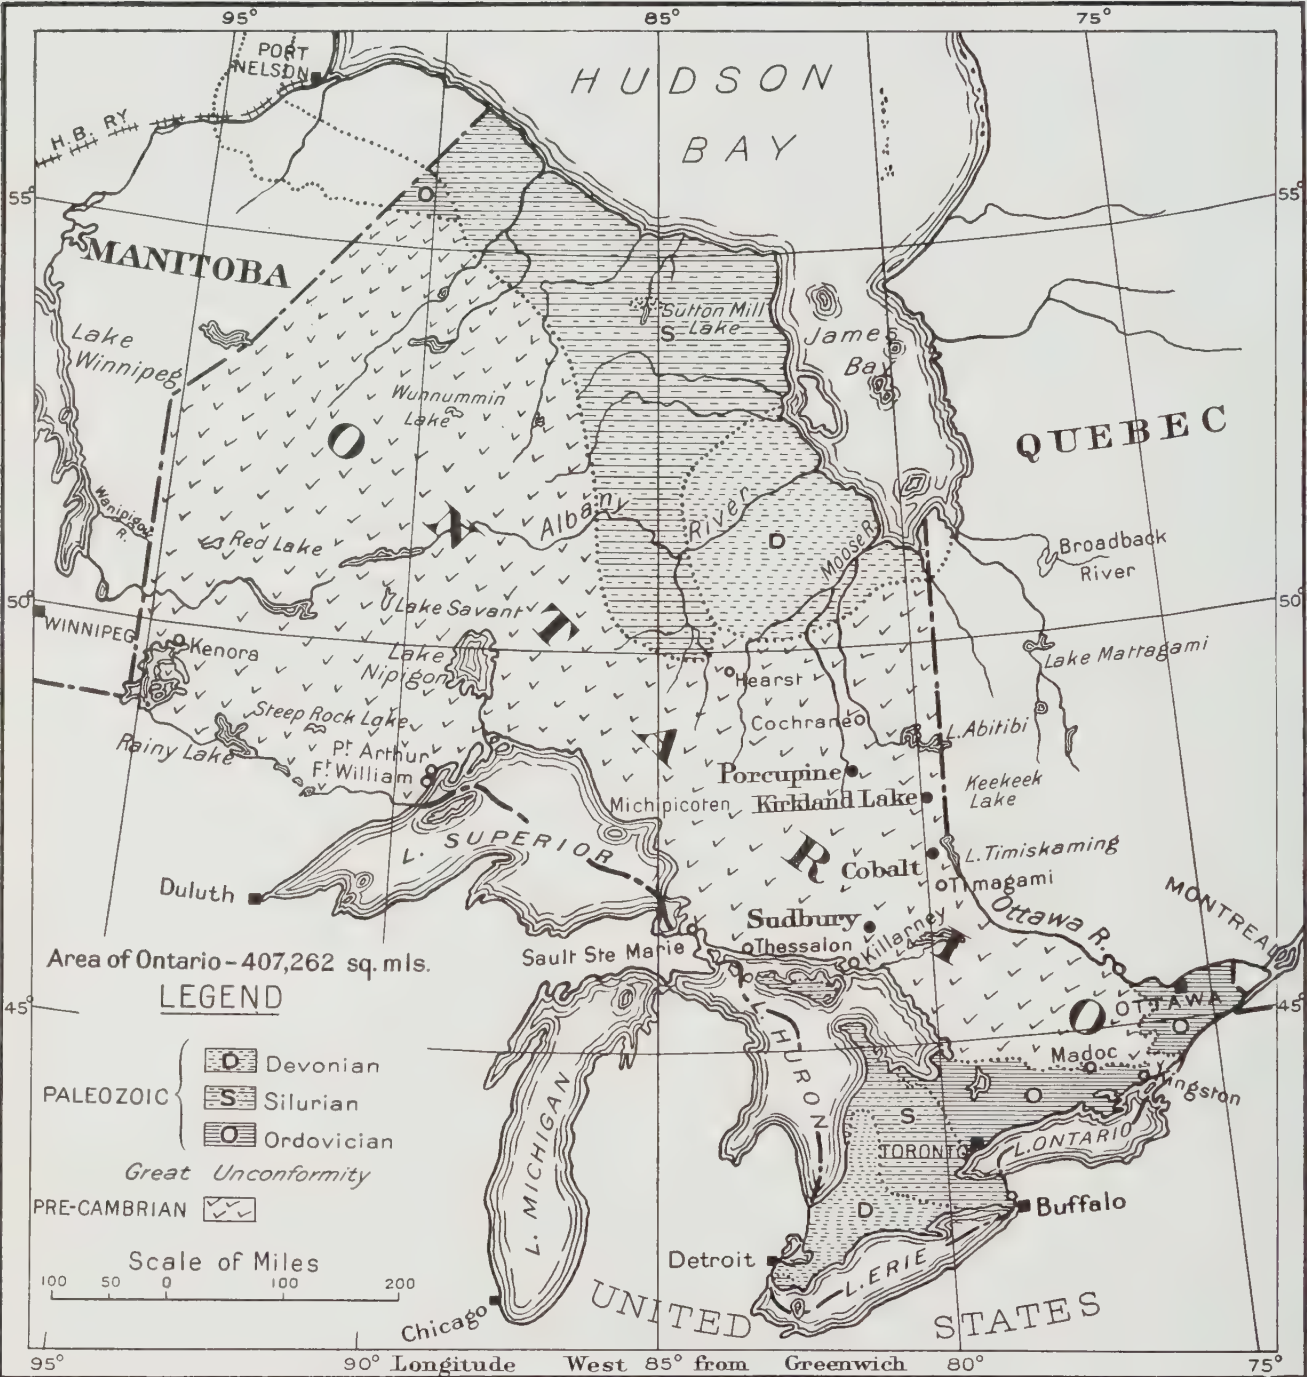 95°
85°
75°
PORT
NELSON
HUDSON
BAY
H.B. RY
55°
55°
O
MANITOBA
Sutton Mill
S
Lake
Lake
Winnipeg
James
Bay
Wunnummin
Lake
O
QUEBEC
Wanipigow
R.
N
Albany
River
D
Moose R.
Red Lake
Broadback
River
50°
50°
WINNIPEG
Lake Savant
T
Kenora
Lake
Nipigon
Lake Mattagami
Hearst
Steep Rock Lake
Cochrane
L. Abitibi
Rainy Lake
Pt. Arthur
Ft. William
A
Porcupine
Keekeek
Lake
Michipicoten
Kirkland Lake
L. SUPERIOR
R
Cobalt
L. Timiskaming
Duluth
Timagami
MONTREAL
Sudbury
Ottawa R.
Sault Ste Marie
Thessalon
Killarney
I
Area of Ontario-407,262 sq. mls.
LEGEND
45°
45°
O
OTTAWA
O
L. HURON
Madoc
Kingston
D Devonian
PALEOZOIC
S Silurian
O Ordovician
O
S
TORONTO
L. ONTARIO
Great Unconformity
PRE-CAMBRIAN
L. MICHIGAN
D
Buffalo
Scale of Miles
100 50 0 100 200
Detroit
L. ERIE
Chicago
UNITED STATES
95°
90°
Longitude West 85° from Greenwich
80°
75°